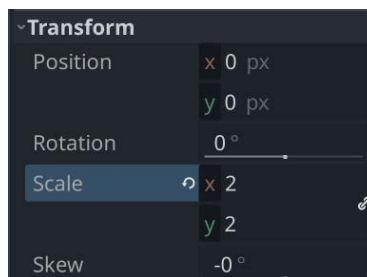 Transform
Position x 0 px
y 0 px
Rotation 0 °
Scale x 2
y 2
Skew -0 °